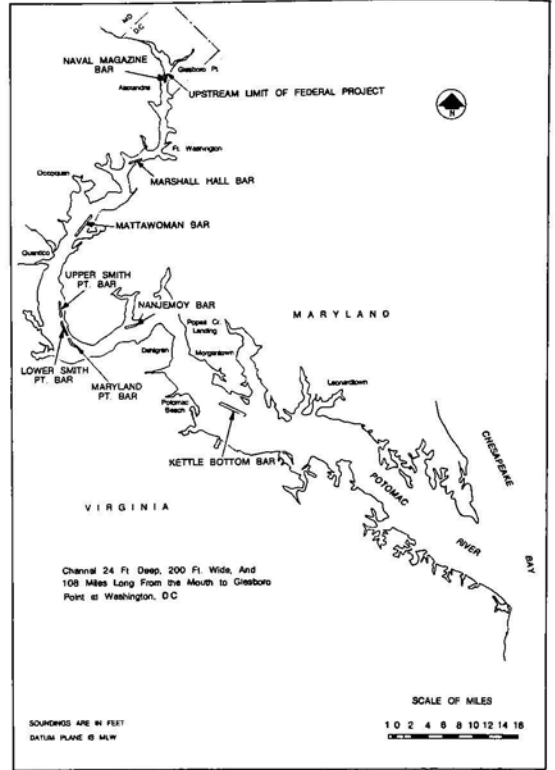 MD
DC
NAVAL MAGAZINE
BAR
Glesboro Pt.
Alexandria
UPSTREAM LIMIT OF FEDERAL PROJECT
N
Ft. Washington
Occoquan
MARSHALL HALL BAR
MATTAWOMAN BAR
Quantico
UPPER SMITH
PT. BAR
NANJEMOY BAR
MARYLAND
Popes Cr.
Landing
Dahlgren
Morgantown
LOWER SMITH
PT. BAR
MARYLAND
PT. BAR
Leonardtown
Potomac
Beach
KETTLE BOTTOM BAR
CHESAPEAKE
POTOMAC
VIRGINIA
RIVER
BAY
Channel 24 Ft Deep, 200 Ft. Wide, And
108 Miles Long From the Mouth to Glesboro
Point at Washington, DC
SCALE OF MILES
SOUNDINGS ARE IN FEET
DATUM PLANE IS MLW
1 0 2 4 6 8 10 12 14 16